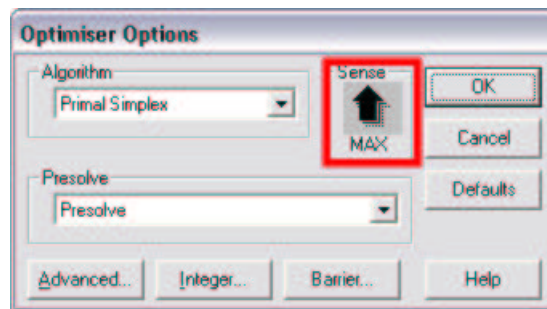 Optimiser Options
Algorithm
Primal Simplex
Sense
MAX
OK
Cancel
Presolve
Presolve
Defaults
Advanced...
Integer...
Barrier...
Help